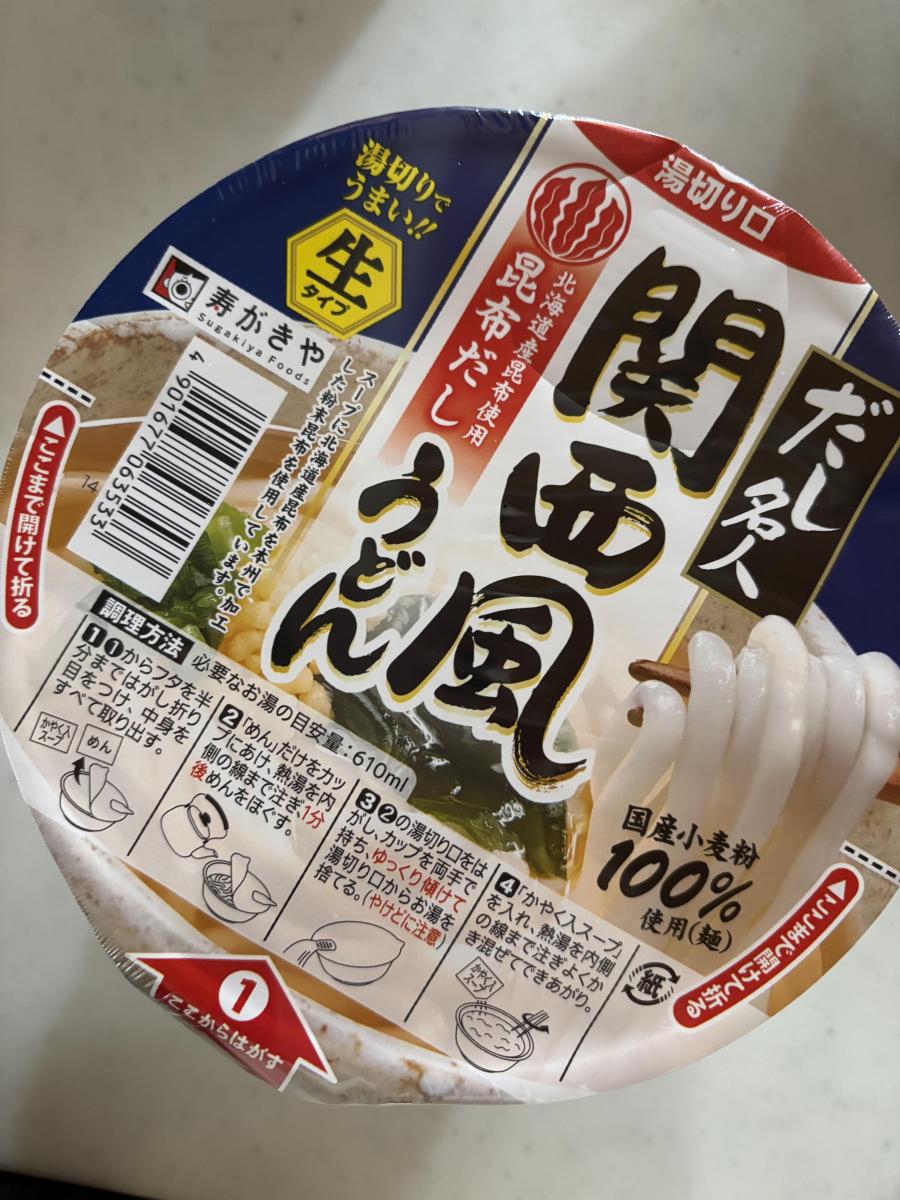 湯切り口
湯切りで
うまい!!
生
タイプ
寿がきや
Sugakiya Foods
北海道産昆布使用
昆布だし
だし名人
関西風
うどん
スープに北海道産昆布を本州で加工
した粉末昆布を使用しています。
4 901677 063533
14
ここまで開けて折る
調理方法
必要なお湯の目安量:610ml
1 ❶からフタを半
分まではがし折り
目をつけ、中身を
すべて取り出す。
かやく入
スープ
めん
2 「めん」だけをカッ
プにあけ、熱湯を内
側の線まで注ぎ、1分
後めんをほぐす。
3 ❷の湯切り口をは
がし、カップを両手で
持ち、ゆっくり傾けて
湯切り口からお湯を
捨てる。(やけどに注意)
4 「かやく入スープ」
を入れ、熱湯を内側
の線まで注ぎよくか
き混ぜてできあがり。
かやく入
スープ
国産小麦粉
100%
使用(麺)
紙
ここまで開けて折る
1
ここからはがす